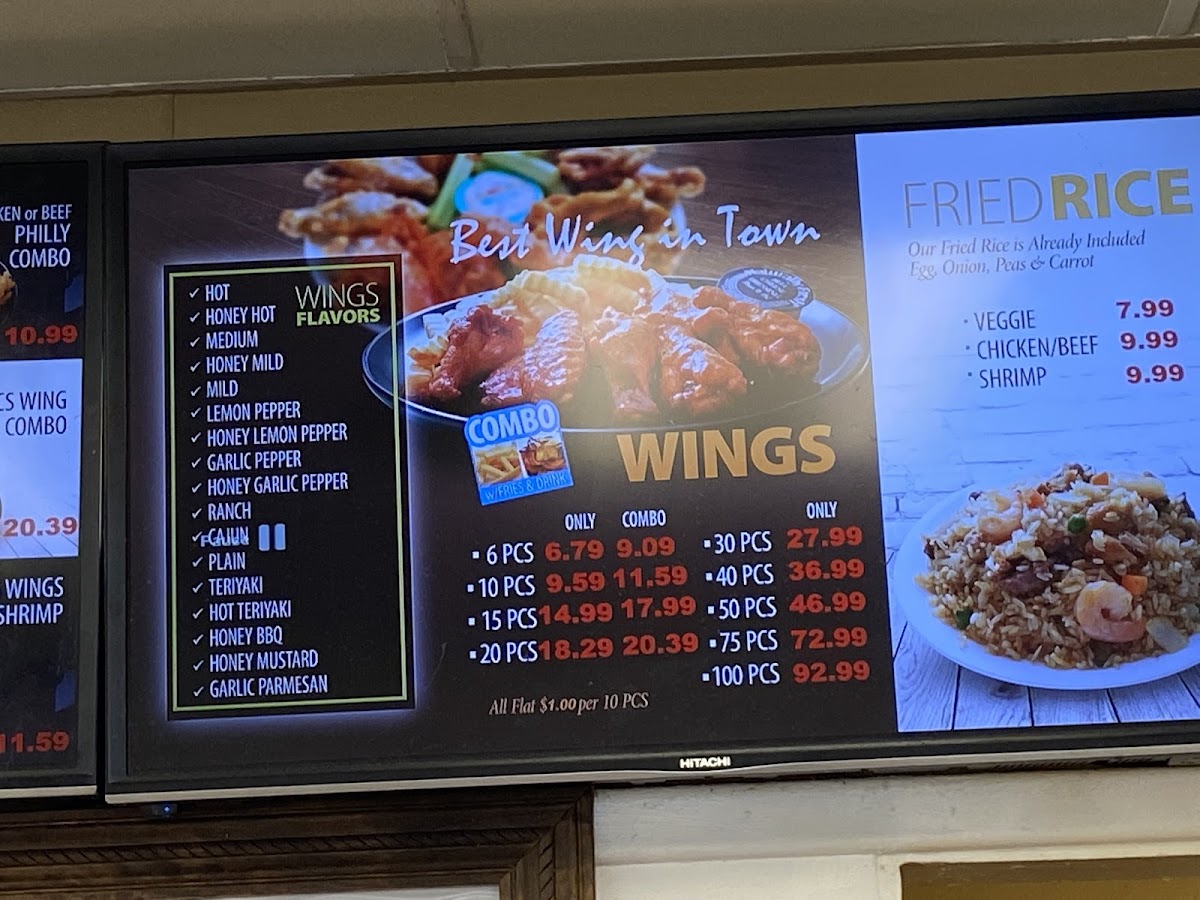 KEN or BEEF
PHILLY
COMBO
10.99
CS WING
COMBO
20.39
WINGS
SHRIMP
11.59
WINGS
FLAVORS
✓ HOT
✓ HONEY HOT
✓ MEDIUM
✓ HONEY MILD
✓ MILD
✓ LEMON PEPPER
✓ HONEY LEMON PEPPER
✓ GARLIC PEPPER
✓ HONEY GARLIC PEPPER
✓ RANCH
✓ CAJUN
✓ PLAIN
✓ TERIYAKI
✓ HOT TERIYAKI
✓ HONEY BBQ
✓ HONEY MUSTARD
✓ GARLIC PARMESAN
Best Wing in Town
COMBO
W/FRIES & DRINK
WINGS
ONLY COMBO
6 PCS 6.79 9.09
10 PCS 9.59 11.59
15 PCS 14.99 17.99
20 PCS 18.29 20.39
ONLY
30 PCS 27.99
40 PCS 36.99
50 PCS 46.99
75 PCS 72.99
100 PCS 92.99
All Flat $1.00 per 10 PCS
FRIED RICE
Our Fried Rice is Already Included
Egg, Onion, Peas & Carrot
· VEGGIE 7.99
· CHICKEN/BEEF 9.99
· SHRIMP 9.99
HITACHI